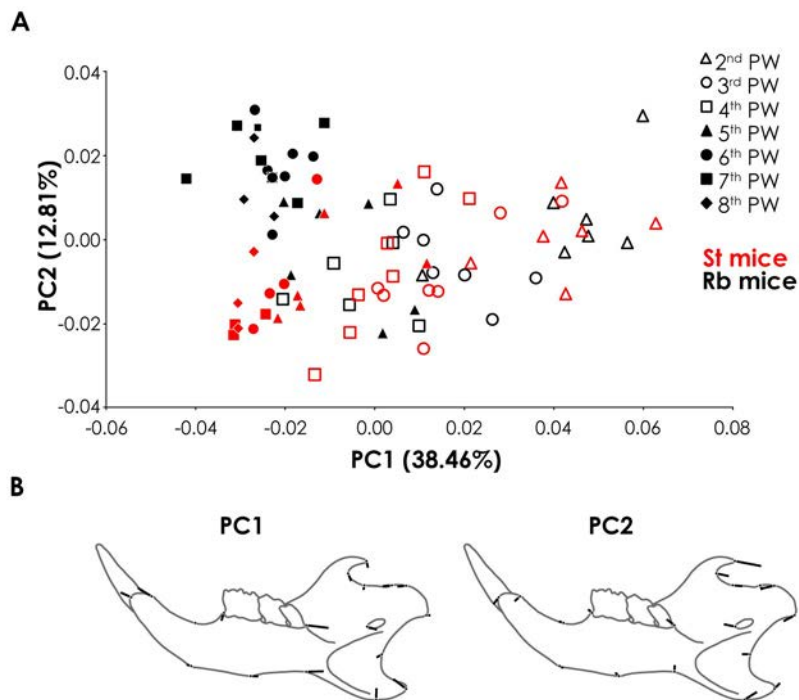 A
0.04
0.02
0.00
-0.02
-0.04
PC2 (12.81%)
-0.06
-0.04
-0.02
0.00
0.02
0.04
0.06
0.08
PC1 (38.46%)
2nd PW
3rd PW
4th PW
5th PW
6th PW
7th PW
8th PW
St mice
Rb mice
B
PC1
PC2